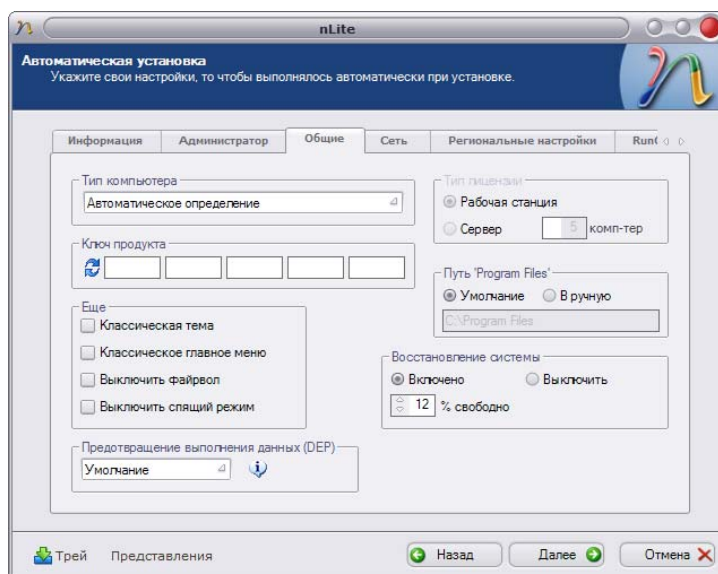 nLite
Автоматическая установка
Укажите свои настройки, то чтобы выполнялось автоматически при установке.
Информация Администратор Общие Сеть Региональные настройки Run
Тип компьютера
Автоматическое определение
Тип лицензии
Рабочая станция
Сервер 5 комп-тер
Ключ продукта
Путь 'Program Files'
Умолчание В ручную
C:\Program Files
Еще
Классическая тема
Классическое главное меню
Выключить файрвол
Выключить спящий режим
Восстановление системы
Включено Выключить
12 % свободно
Предотвращение выполнения данных (DEP)
Умолчание
Трей Представления Назад Далее Отмена